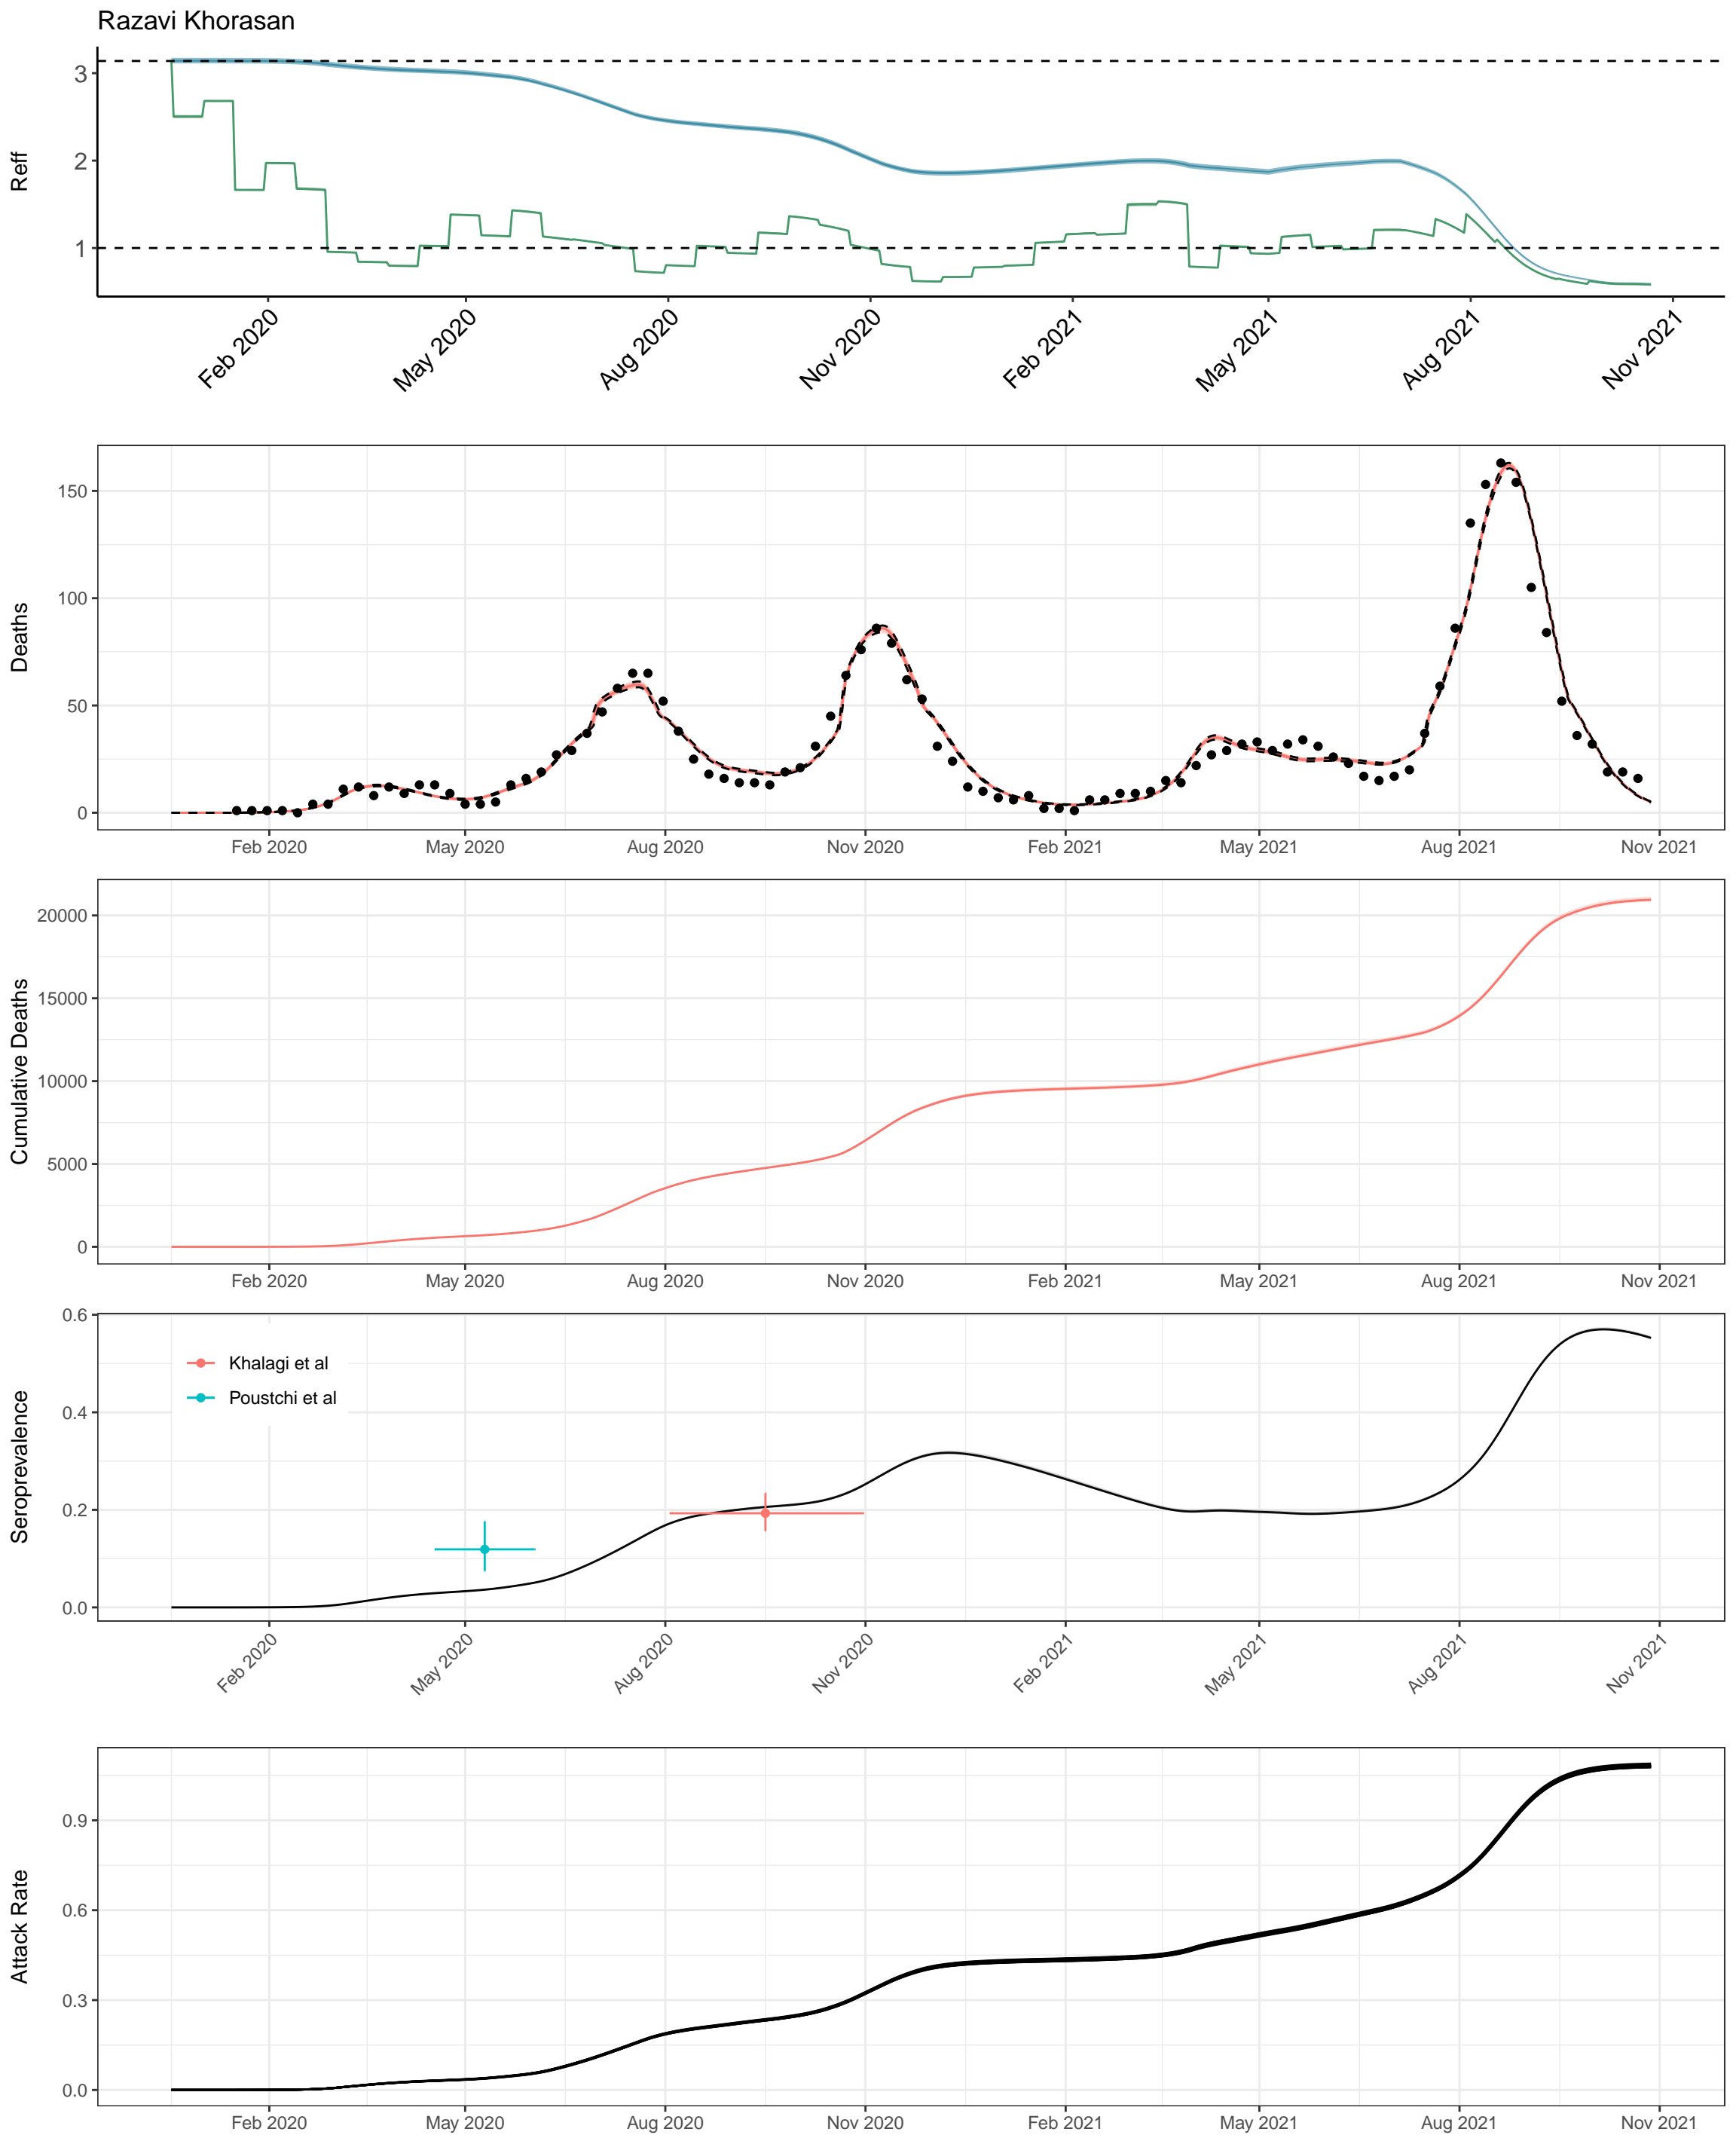 Razavi Khorasan
Reff
3
2
1
Feb 2020 May 2020 Aug 2020 Nov 2020 Feb 2021 May 2021 Aug 2021 Nov 2021
Deaths
150
100
50
0
Feb 2020 May 2020 Aug 2020 Nov 2020 Feb 2021 May 2021 Aug 2021 Nov 2021
Cumulative Deaths
20000
15000
10000
5000
0
Feb 2020 May 2020 Aug 2020 Nov 2020 Feb 2021 May 2021 Aug 2021 Nov 2021
Seroprevalence
0.6
0.4
0.2
0.0
Khalagi et al
Poustchi et al
Feb 2020 May 2020 Aug 2020 Nov 2020 Feb 2021 May 2021 Aug 2021 Nov 2021
Attack Rate
0.9
0.6
0.3
0.0
Feb 2020 May 2020 Aug 2020 Nov 2020 Feb 2021 May 2021 Aug 2021 Nov 2021